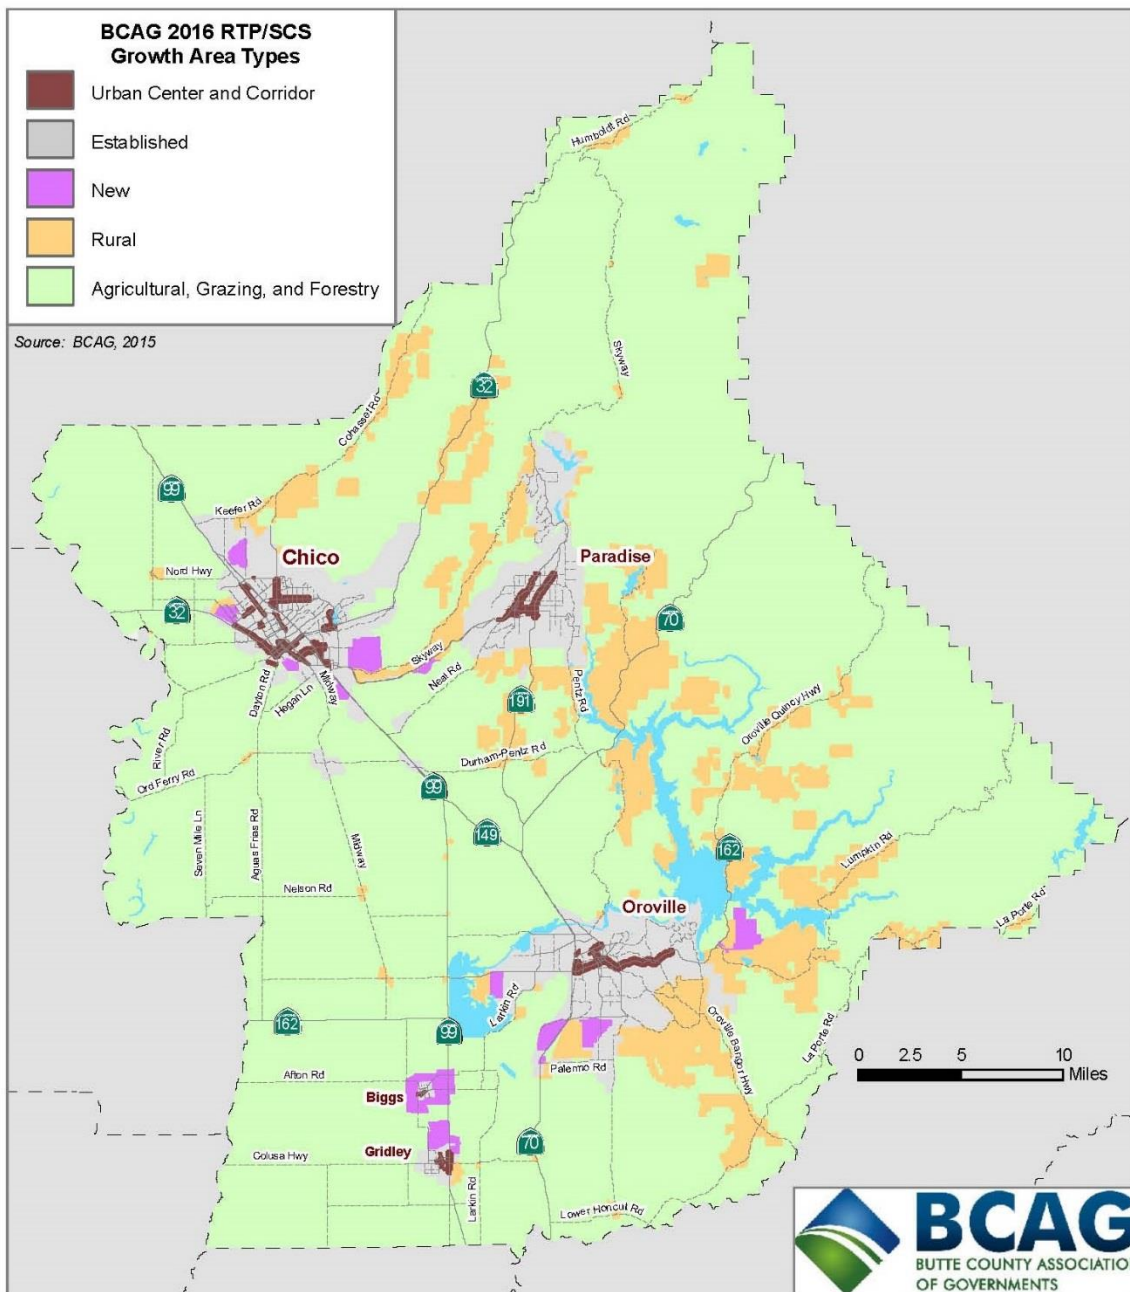 BCAG 2016 RTP/SCS
Growth Area Types
Urban Center and Corridor
Established
New
Rural
Agricultural, Grazing, and Forestry
Source: BCAG, 2015
Humboldt Rd
Skyway
32
Cohasset Rd
99
Keefer Rd
Chico
Paradise
Nord Hwy
32
70
Skyway
Neal Rd
Pentz Rd
191
Dayton Rd
Hegan Ln
Midway
Oroville Quincy Hwy
River Rd
Durham-Pentz Rd
Ord Ferry Rd
99
149
Seven Mile Ln
Aguas Frias Rd
Midway
162
Lumpkin Rd
Nelson Rd
Oroville
La Porte Rd
Larkin Rd
162
99
Oroville Bangor Hwy
La Porte Rd
Palermo Rd
Afton Rd
Biggs
0 2.5 5 10
Miles
Gridley
70
Colusa Hwy
Larkin Rd
Lower Honcut Rd
BCAG
BUTTE COUNTY ASSOCIATION
OF GOVERNMENTS